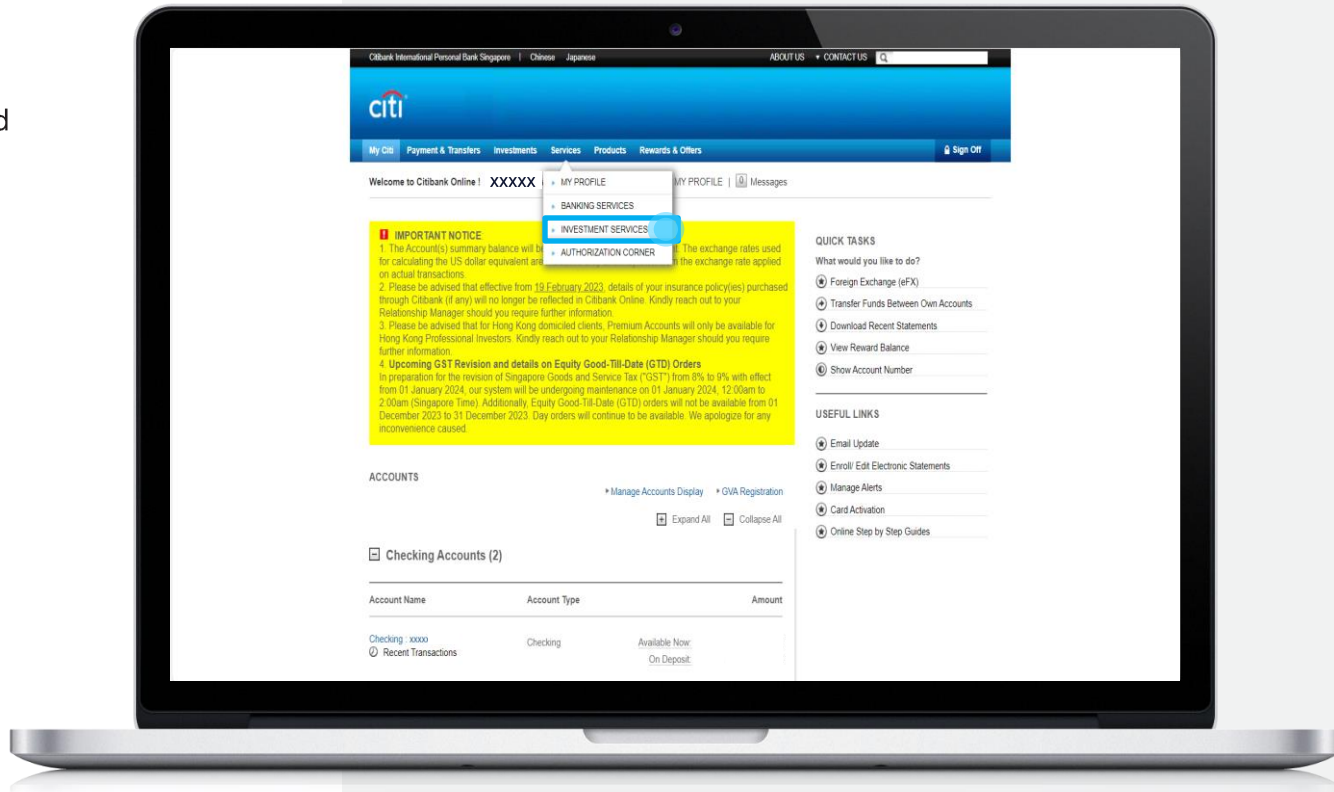 d
Citibank International Personal Bank Singapore | Chinese Japanese ABOUT US ▾ CONTACT US
citi
My Citi Payment & Transfers Investments Services Products Rewards & Offers Sign Off
Welcome to Citibank Online ! XXXXX MY PROFILE | Messages
MY PROFILE
BANKING SERVICES
INVESTMENT SERVICES
AUTHORIZATION CORNER
IMPORTANT NOTICE
1. The Account(s) summary balance will be The exchange rates used
for calculating the US dollar equivalent are the exchange rate applied
on actual transactions.
2. Please be advised that effective from 19 February 2023, details of your insurance policy(ies) purchased
through Citibank (if any) will no longer be reflected in Citibank Online. Kindly reach out to your
Relationship Manager should you require further information.
3. Please be advised that for Hong Kong domiciled clients, Premium Accounts will only be available for
Hong Kong Professional Investors. Kindly reach out to your Relationship Manager should you require
further information.
4. Upcoming GST Revision and details on Equity Good-Till-Date (GTD) Orders
In preparation for the revision of Singapore Goods and Service Tax ("GST") from 8% to 9% with effect
from 01 January 2024, our system will be undergoing maintenance on 01 January 2024, 12:00am to
2:00am (Singapore Time). Additionally, Equity Good-Till-Date (GTD) orders will not be available from 01
December 2023 to 31 December 2023. Day orders will continue to be available. We apologize for any
inconvenience caused.
QUICK TASKS
What would you like to do?
Foreign Exchange (eFX)
Transfer Funds Between Own Accounts
Download Recent Statements
View Reward Balance
Show Account Number
USEFUL LINKS
Email Update
Enroll/ Edit Electronic Statements
Manage Alerts
Card Activation
Online Step by Step Guides
ACCOUNTS
Manage Accounts Display GVA Registration
Expand All Collapse All
Checking Accounts (2)
Account Name Account Type Amount
Checking : xxxx Checking Available Now:
Recent Transactions On Deposit: